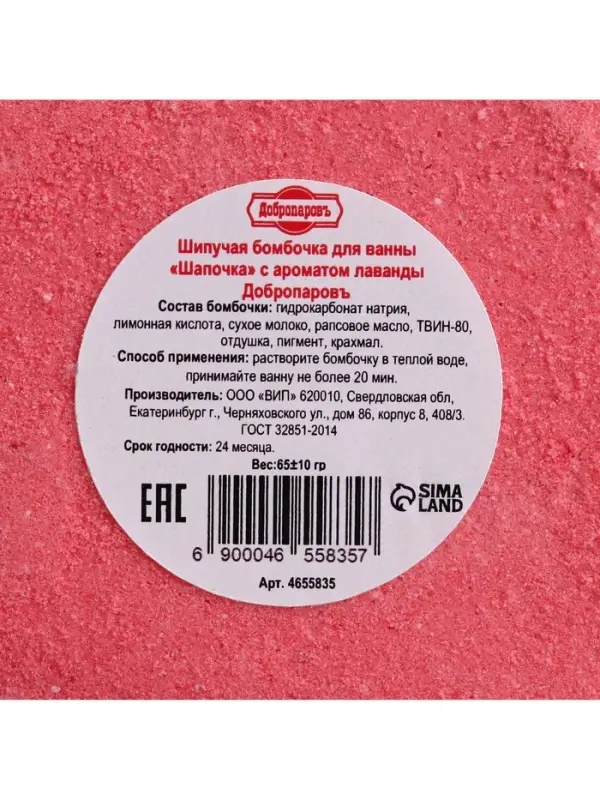 Добропаровъ
Шипучая бомбочка для ванны
«Шапочка» с ароматом лаванды
Добропаровъ
Состав бомбочки: гидрокарбонат натрия,
лимонная кислота, сухое молоко, рапсовое масло, ТВИН-80,
отдушка, пигмент, крахмал.
Способ применения: растворите бомбочку в теплой воде,
принимайте ванну не более 20 мин.
Производитель: ООО «ВИП» 620010, Свердловская обл,
Екатеринбург г., Черняховского ул., дом 86, корпус 8, 408/3.
ГОСТ 32851-2014
Срок годности: 24 месяца.
Вес:65±10 гр
EAC
SIMA
LAND
6 900046 558357
Арт. 4655835